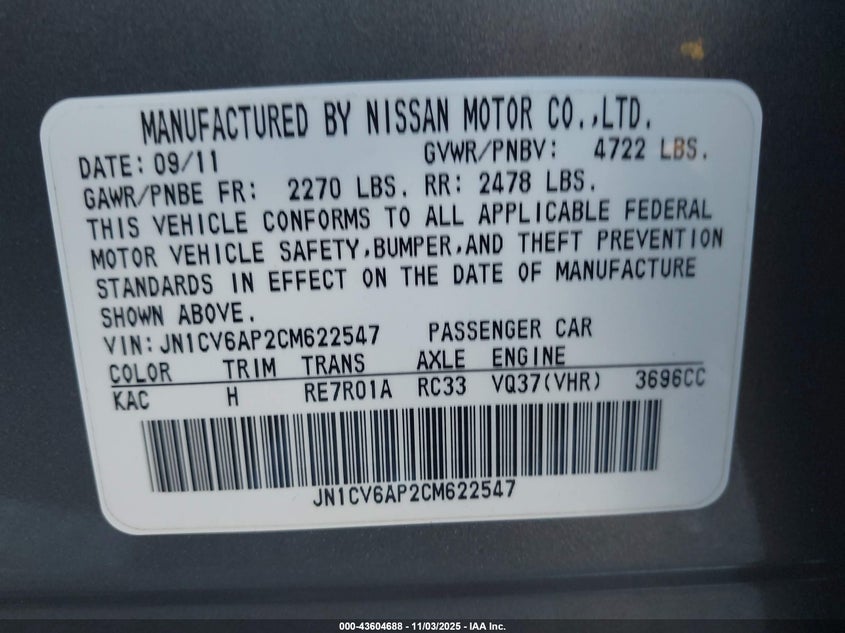 MANUFACTURED BY NISSAN MOTOR CO.,LTD.
DATE: 09/11 GVWR/PNBV: 4722 LBS.
GAWR/PNBE FR: 2270 LBS. RR: 2478 LBS.
THIS VEHICLE CONFORMS TO ALL APPLICABLE FEDERAL
MOTOR VEHICLE SAFETY,BUMPER,AND THEFT PREVENTION
STANDARDS IN EFFECT ON THE DATE OF MANUFACTURE
SHOWN ABOVE.
VIN:JN1CV6AP2CM622547 PASSENGER CAR
COLOR TRIM TRANS AXLE ENGINE
KAC H RE7R01A RC33 VQ37(VHR) 3696CC
JN1CV6AP2CM622547
000-43604688 - 11/03/2025 - IAA Inc.